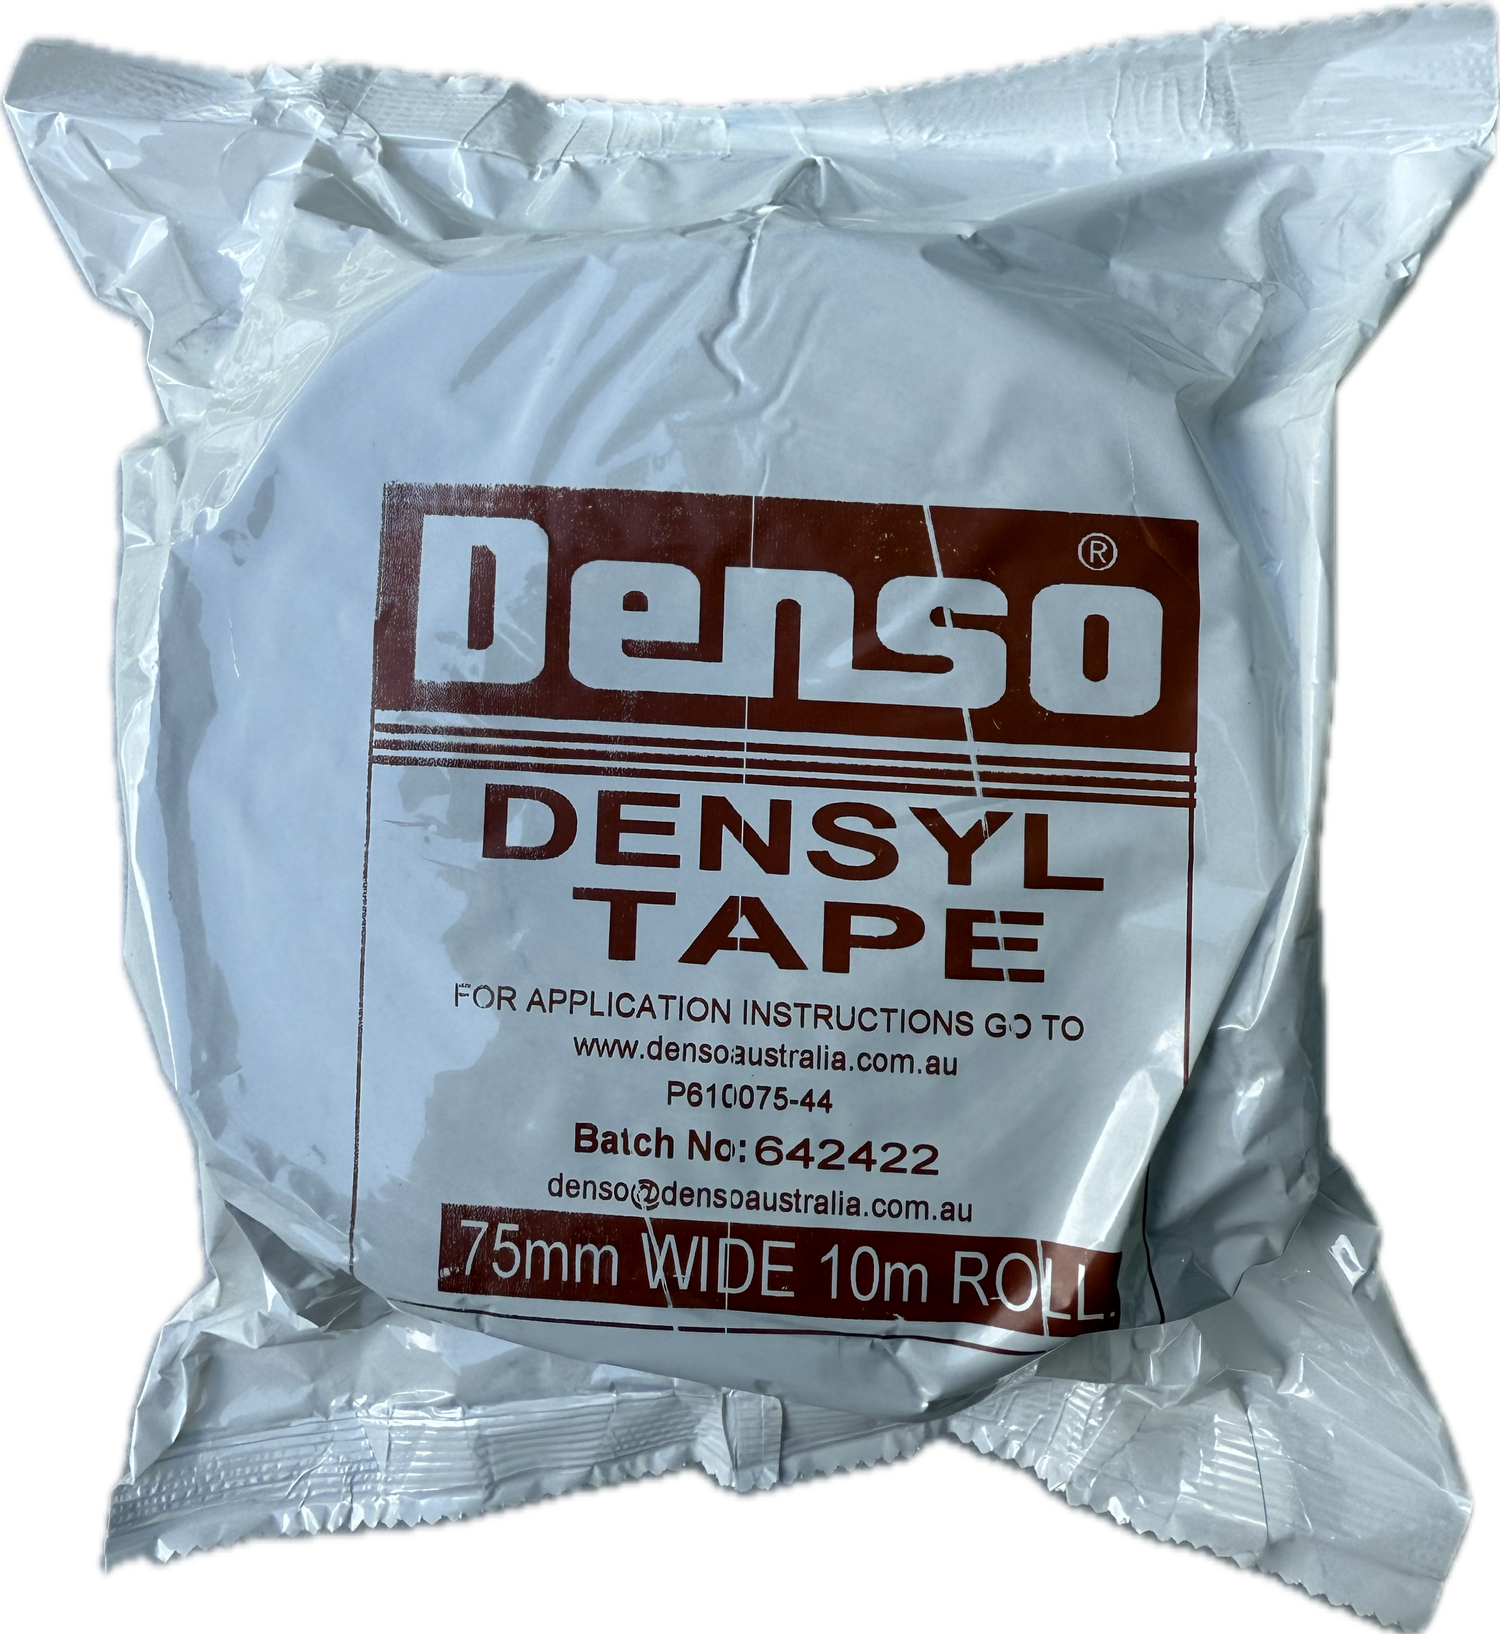 Denso®
DENSYL
TAPE
FOR APPLICATION INSTRUCTIONS GO TO
www.densoaustralia.com.au
P610075-44
Batch No: 642422
denso@densoaustralia.com.au
75mm WIDE 10m ROLL.